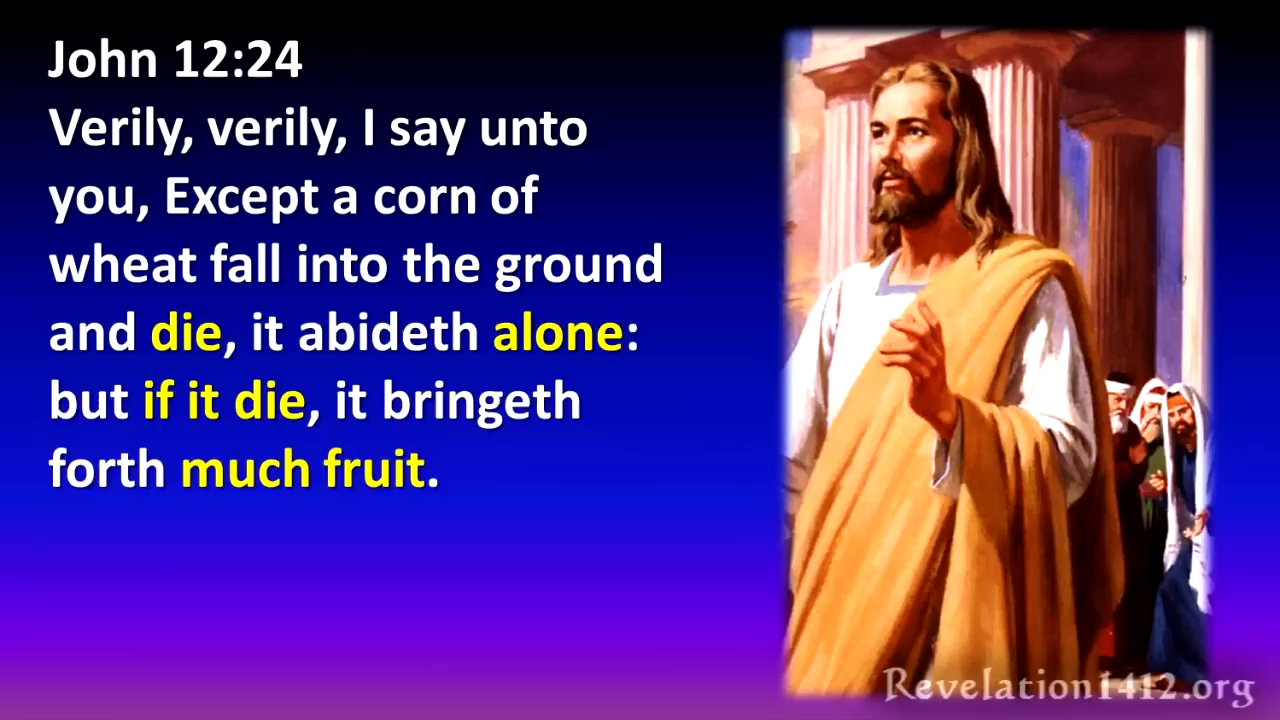 John 12:24
Verily, verily, I say unto
you, Except a corn of
wheat fall into the ground
and die, it abideth alone:
but if it die, it bringeth
forth much fruit.
Revelation1412.org